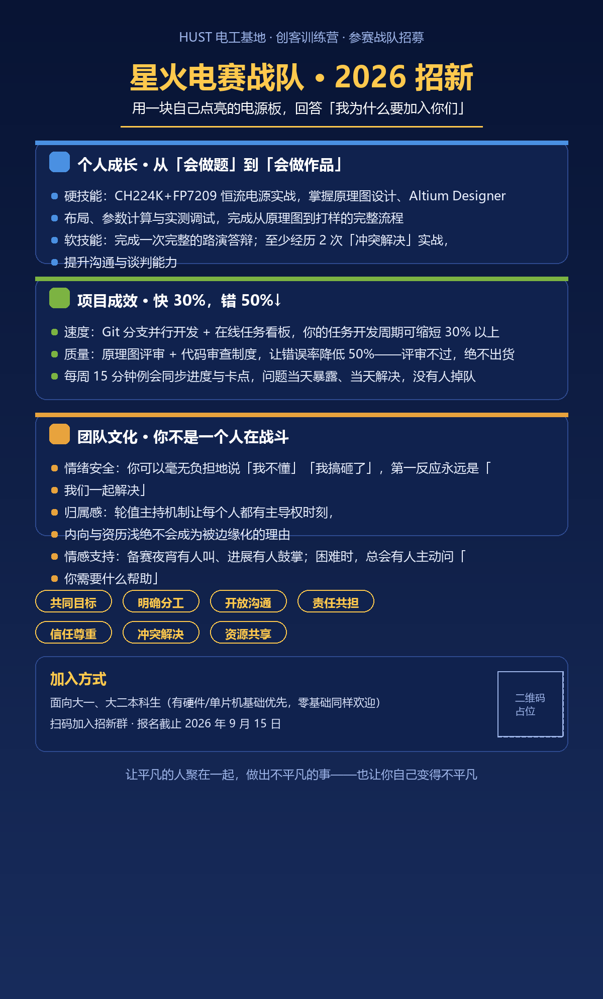 HUST 电工基地 · 创客训练营 · 参赛战队招募
星火电赛战队 • 2026 招新
用一块自己点亮的电源板，回答「我为什么要加入你们」
个人成长 • 从「会做题」到「会做作品」
硬技能：CH224K+FP7209 恒流电源实战，掌握原理图设计、Altium Designer
布局、参数计算与实测调试，完成从原理图到打样的完整流程
软技能：完成一次完整的路演答辩；至少经历 2 次「冲突解决」实战，
提升沟通与谈判能力
项目成效 • 快 30%，错 50%↓
速度：Git 分支并行开发 + 在线任务看板，你的任务开发周期可缩短 30% 以上
质量：原理图评审 + 代码审查制度，让错误率降低 50%——评审不过，绝不出货
每周 15 分钟例会同步进度与卡点，问题当天暴露、当天解决，没有人掉队
团队文化 • 你不是一个人在战斗
情绪安全：你可以毫无负担地说「我不懂」「我搞砸了」，第一反应永远是「
我们一起解决」
归属感：轮值主持机制让每个人都有主导权时刻，
内向与资历浅绝不会成为被边缘化的理由
情感支持：备赛夜宵有人叫、进展有人鼓掌；困难时，总会有人主动问「
你需要什么帮助」
共同目标 明确分工 开放沟通 责任共担
信任尊重 冲突解决 资源共享
加入方式
面向大一、大二本科生（有硬件/单片机基础优先，零基础同样欢迎）
扫码加入招新群 · 报名截止 2026 年 9 月 15 日
二维码
占位
让平凡的人聚在一起，做出不平凡的事——也让你自己变得不平凡